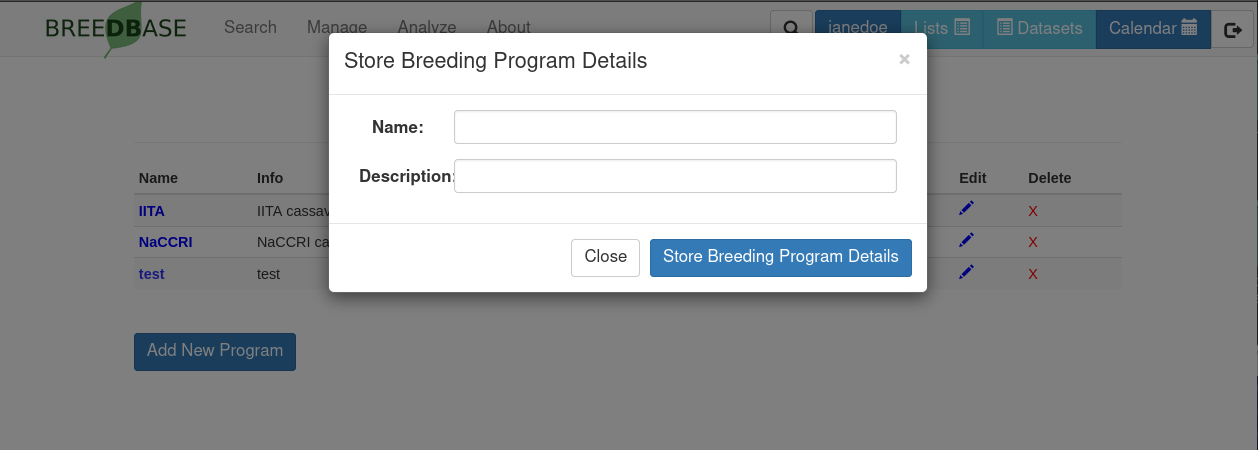 BREEDBASE Search Manage Analyze About janedoe Lists Datasets Calendar
Store Breeding Program Details ×
Name:
Description:
Name Info Edit Delete
IITA IITA cassav X
NaCCRI NaCCRI ca X
test test X
Close Store Breeding Program Details
Add New Program